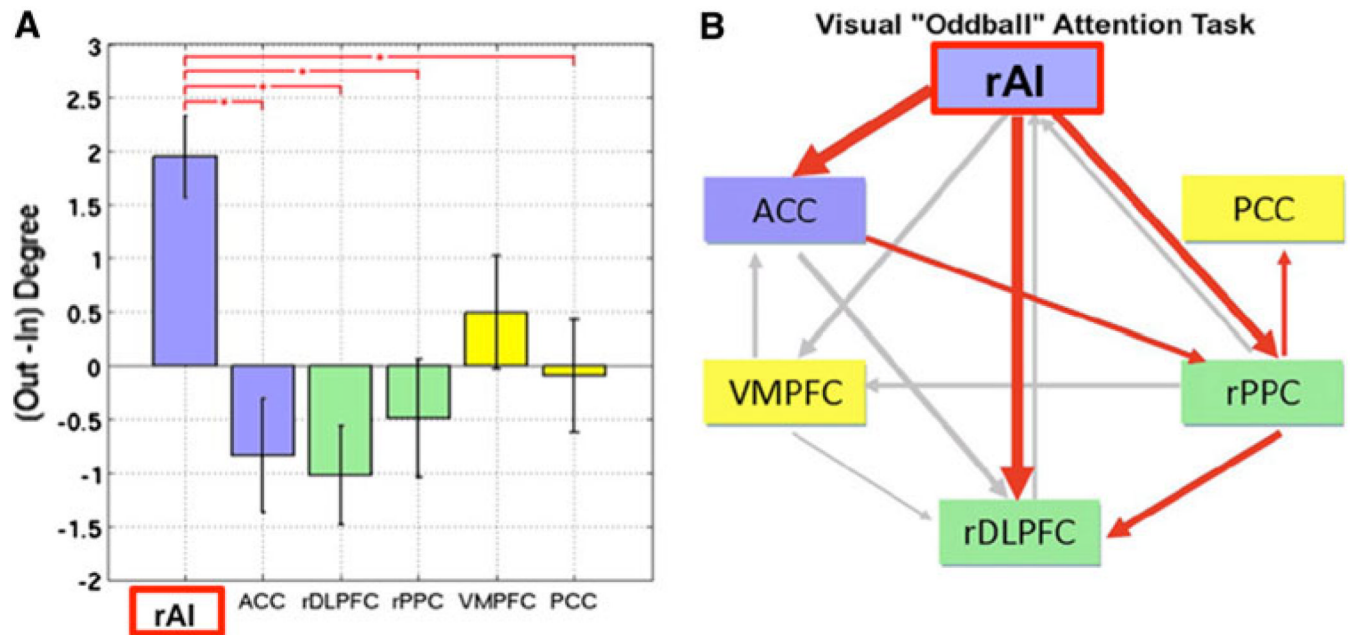 A
(Out -In) Degree
3
2.5
2
1.5
1
0.5
0
-0.5
-1
-1.5
-2
rAI ACC rDLPFC rPPC VMPFC PCC
B
Visual "Oddball" Attention Task
rAI
ACC
PCC
VMPFC
rPPC
rDLPFC